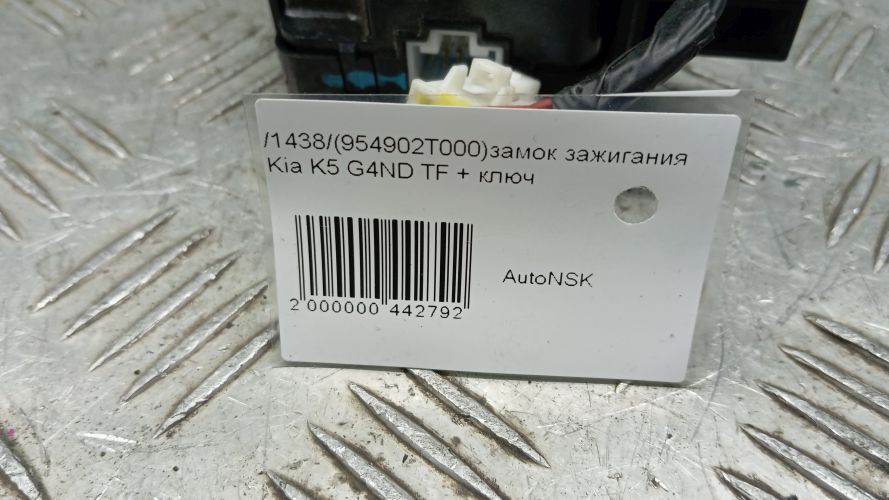 /1438/(954902T000)замок зажигания
Kia K5 G4ND TF + ключ
AutoNSK
2 000000 442792